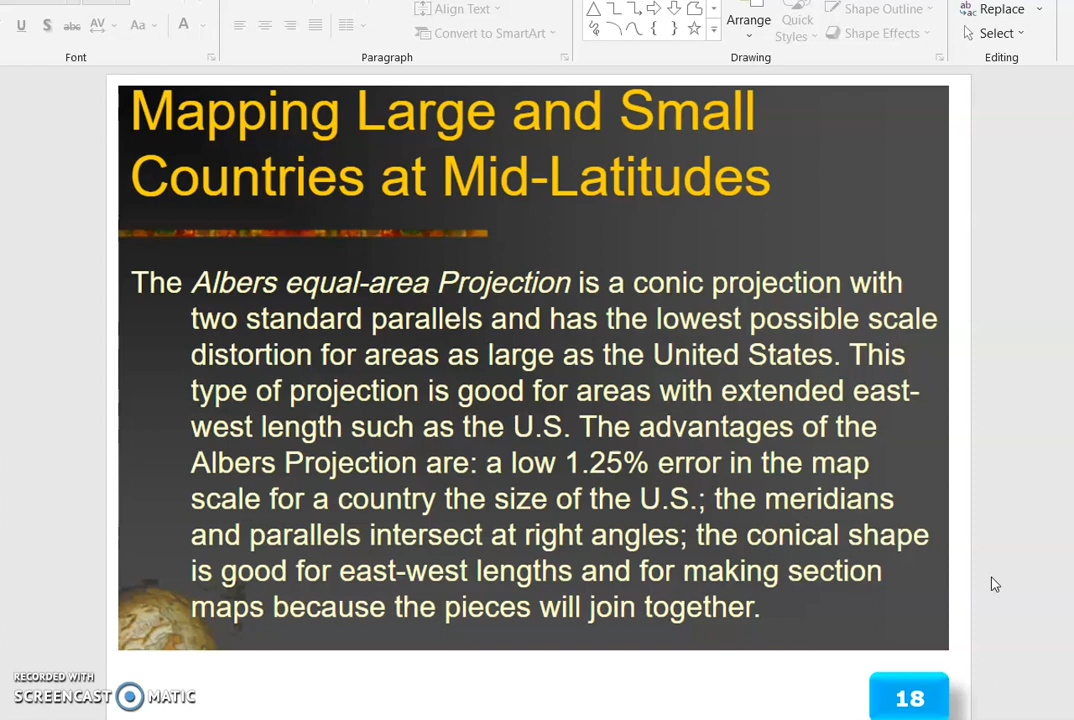 Align Text
Replace
U S abc AV Aa A
Arrange
Quick
Styles
Shape Outline
Convert to SmartArt
Shape Effects
Select
Font
Paragraph
Drawing
Editing
Mapping Large and Small
Countries at Mid-Latitudes
The Albers equal-area Projection is a conic projection with
two standard parallels and has the lowest possible scale
distortion for areas as large as the United States. This
type of projection is good for areas with extended east-
west length such as the U.S. The advantages of the
Albers Projection are: a low 1.25% error in the map
scale for a country the size of the U.S.; the meridians
and parallels intersect at right angles; the conical shape
is good for east-west lengths and for making section
maps because the pieces will join together.
RECORDED WITH
SCREENCAST MATIC
18